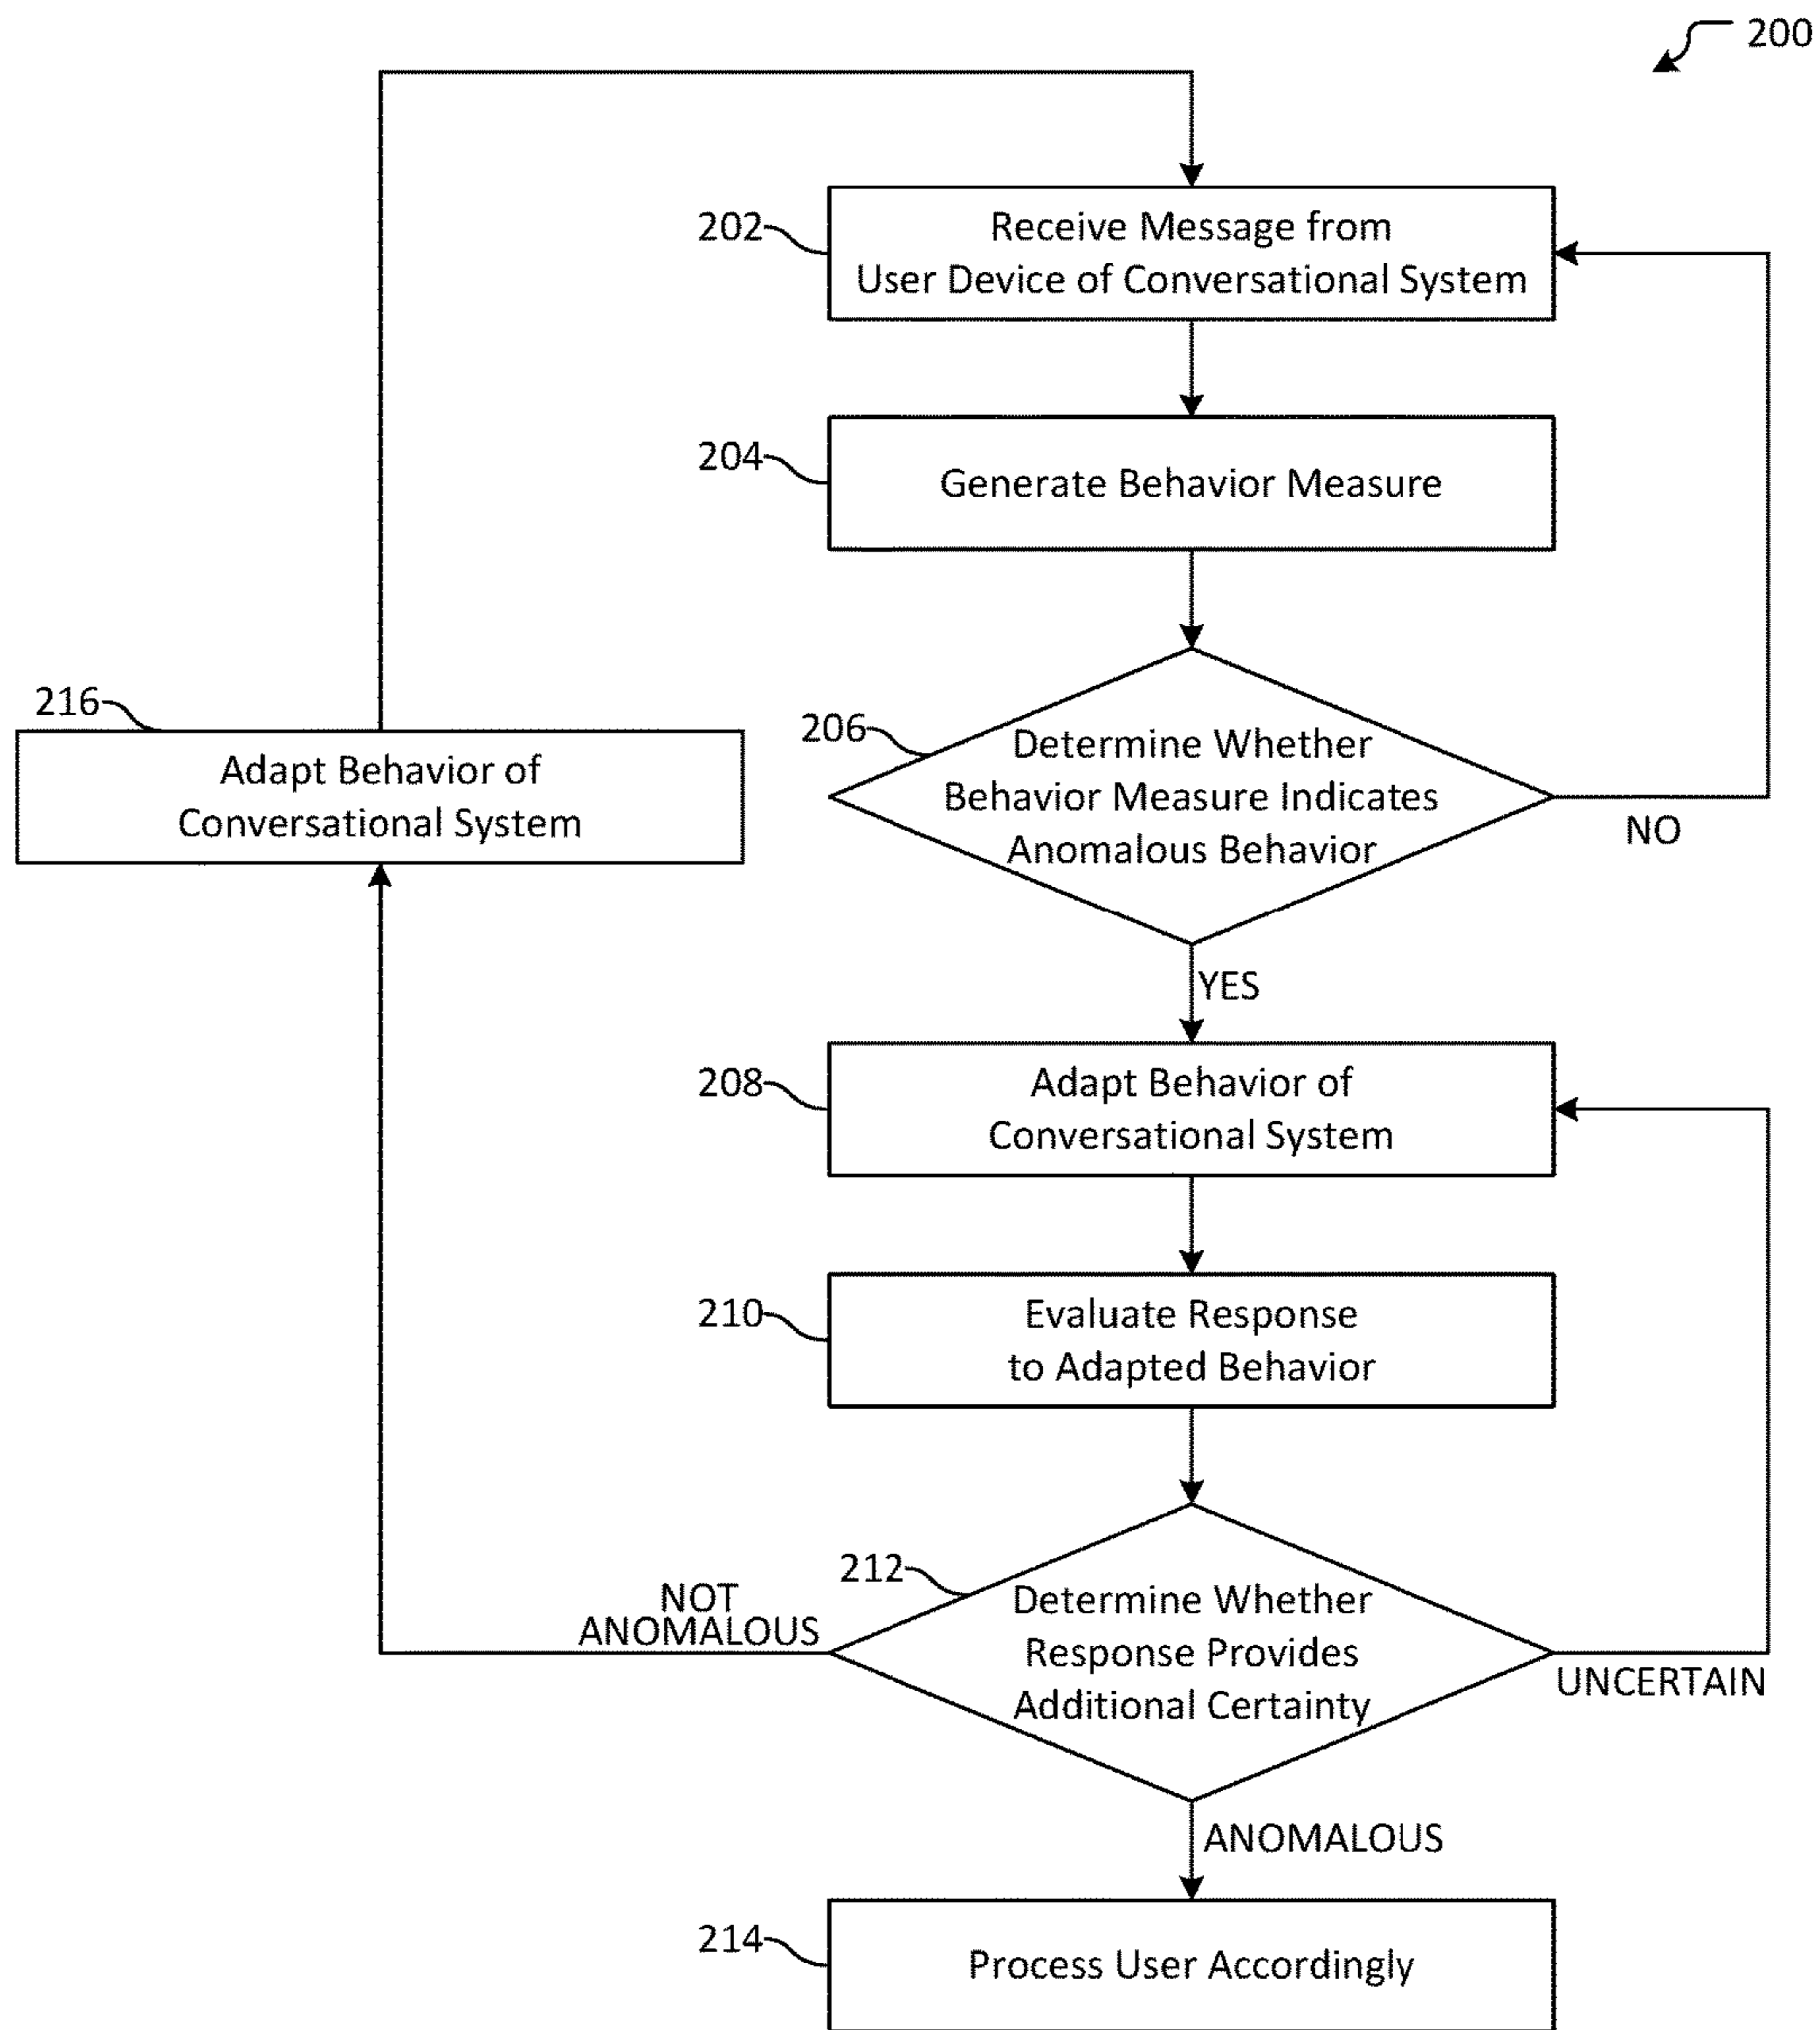 200
202
Receive Message from
User Device of Conversational System
204
Generate Behavior Measure
216
Adapt Behavior of
Conversational System
206
Determine Whether
Behavior Measure Indicates
Anomalous Behavior
NO
YES
208
Adapt Behavior of
Conversational System
210
Evaluate Response
to Adapted Behavior
212
Determine Whether
Response Provides
Additional Certainty
NOT
ANOMALOUS
UNCERTAIN
ANOMALOUS
214
Process User Accordingly